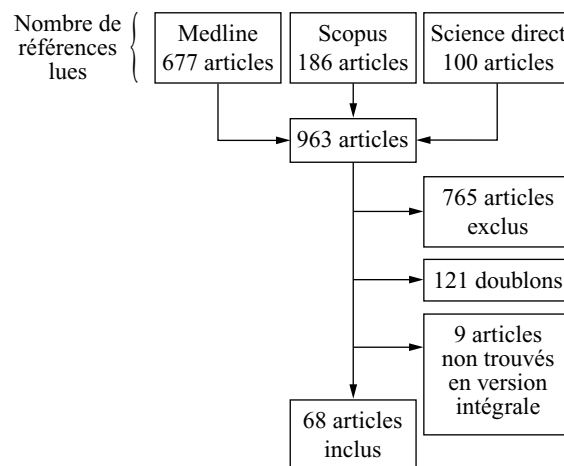 Nombre de
références
lues
Medline
677 articles
Scopus
186 articles
Science direct
100 articles
963 articles
765 articles
exclus
121 doublons
9 articles
non trouvés
en version
intégrale
68 articles
inclus